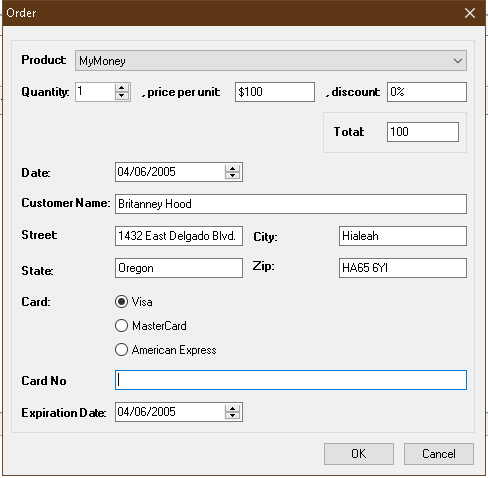 Order
Product: MyMoney
Quantity: 1 , price per unit: $100 , discount: 0%
Total: 100
Date: 04/06/2005
Customer Name: Britanney Hood
Street: 1432 East Delgado Blvd. City: Hialeah
State: Oregon Zip: HA65 6YI
Card: Visa
MasterCard
American Express
Card No
Expiration Date: 04/06/2005
OK Cancel